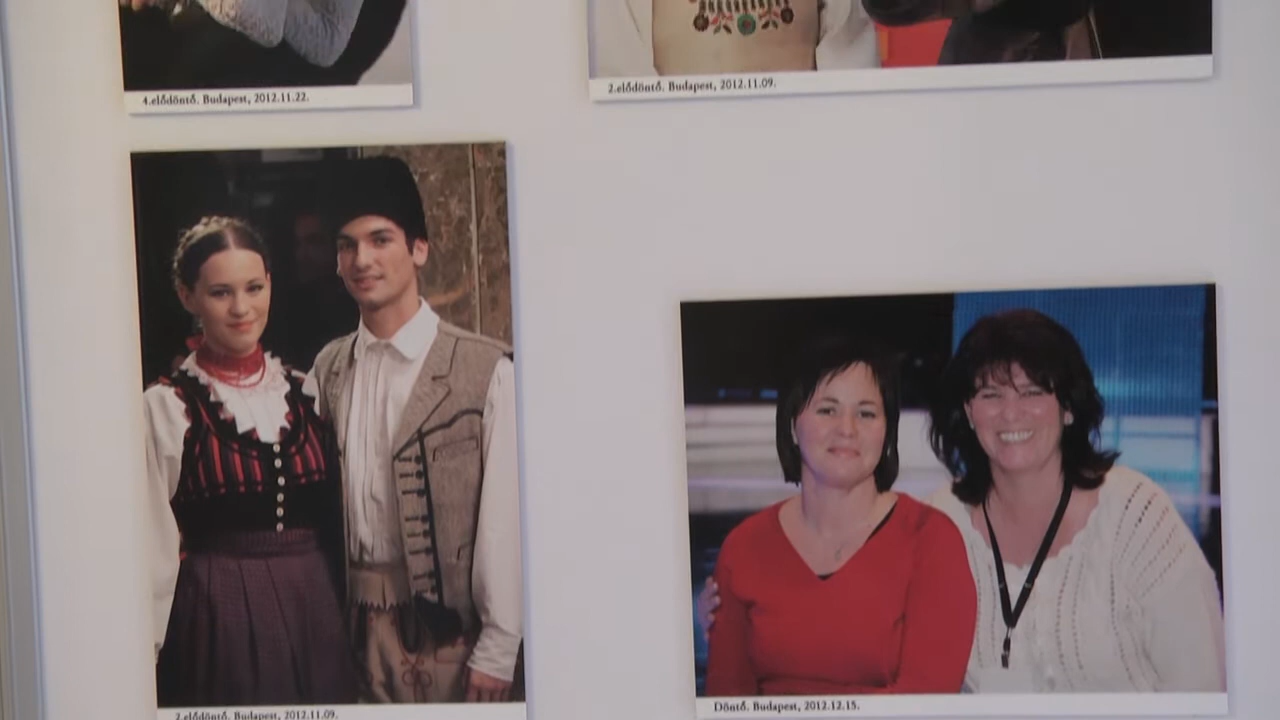 4.elődöntő. Budapest, 2012.11.22.
2.elődöntő. Budapest, 2012.11.09.
2.elődöntő. Budapest, 2012.11.09.
Döntő. Budapest, 2012.12.15.